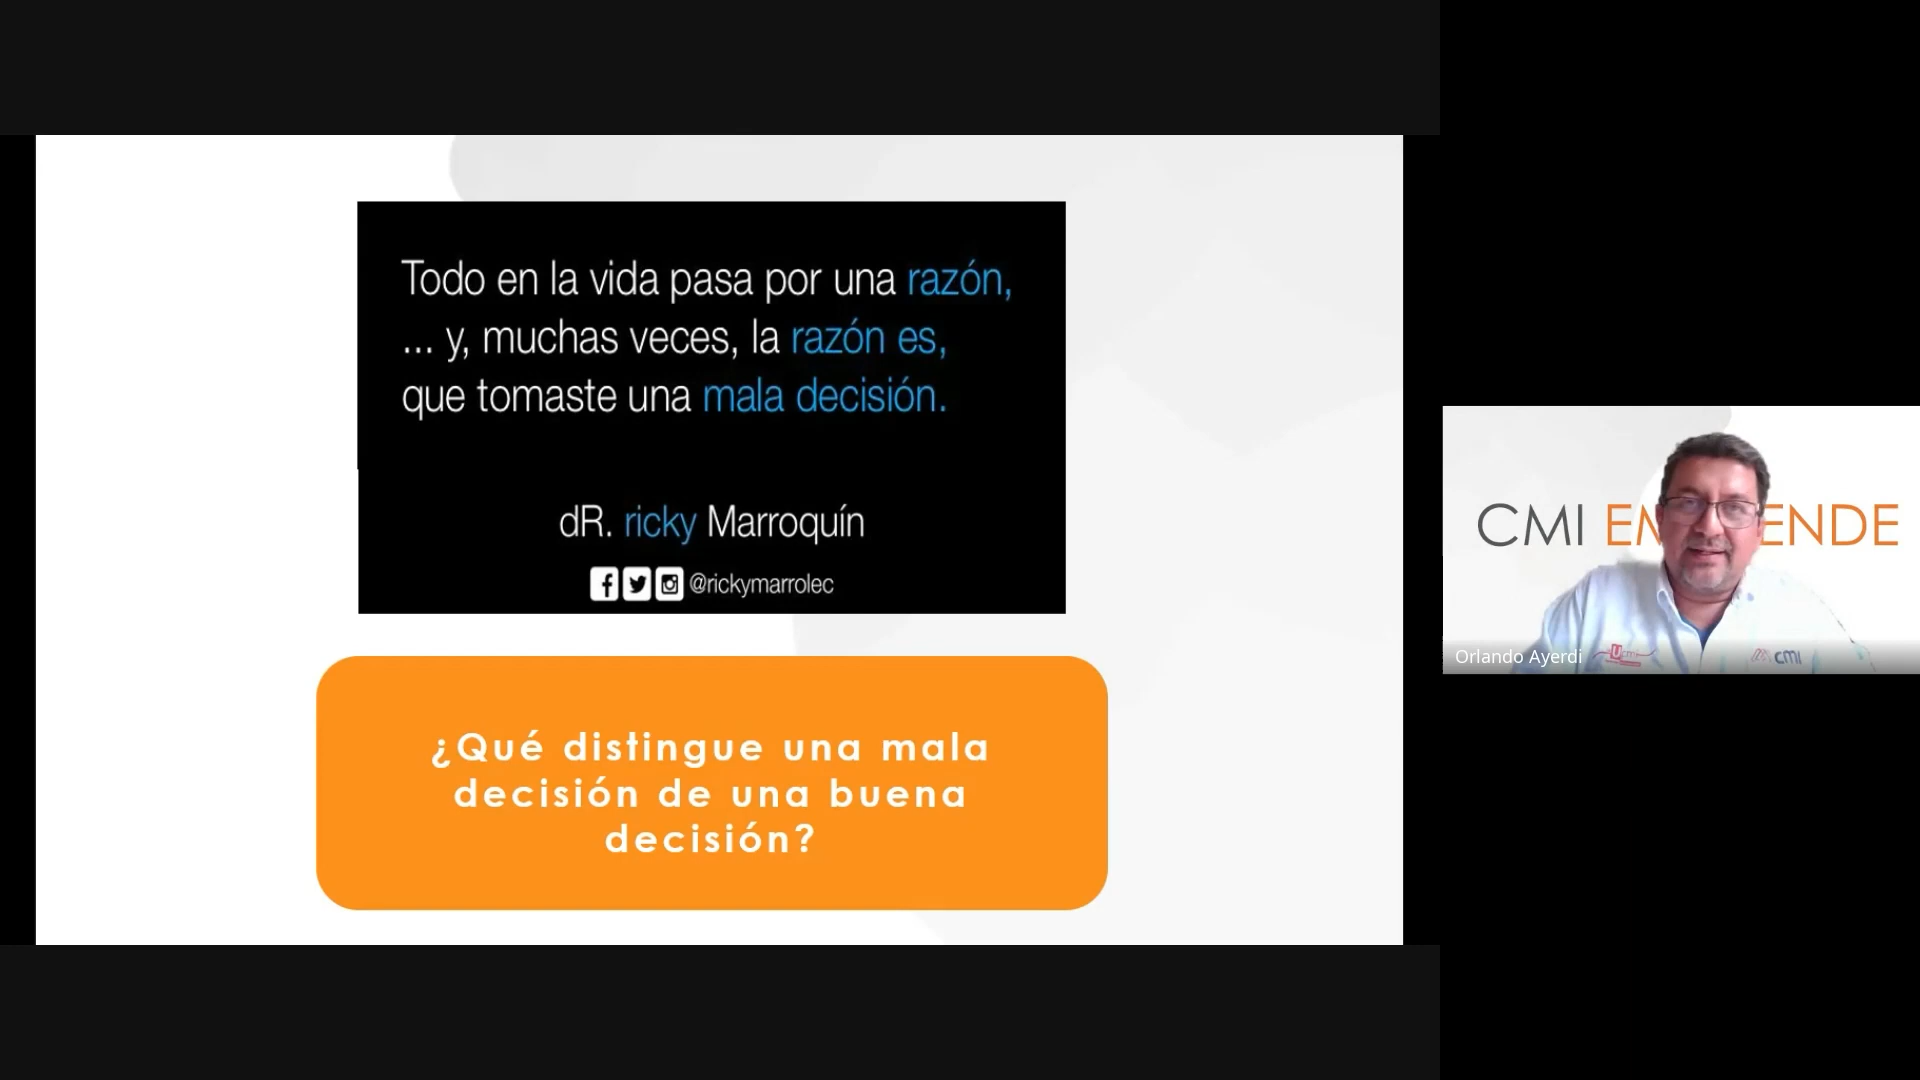 Todo en la vida pasa por una razón,
... y, muchas veces, la razón es,
que tomaste una mala decisión.
dR. ricky Marroquín
@rickymarrolec
¿Qué distingue una mala
decisión de una buena
decisión?
CMI EM ENDE
Orlando Ayerdi
Ucmi
cmi